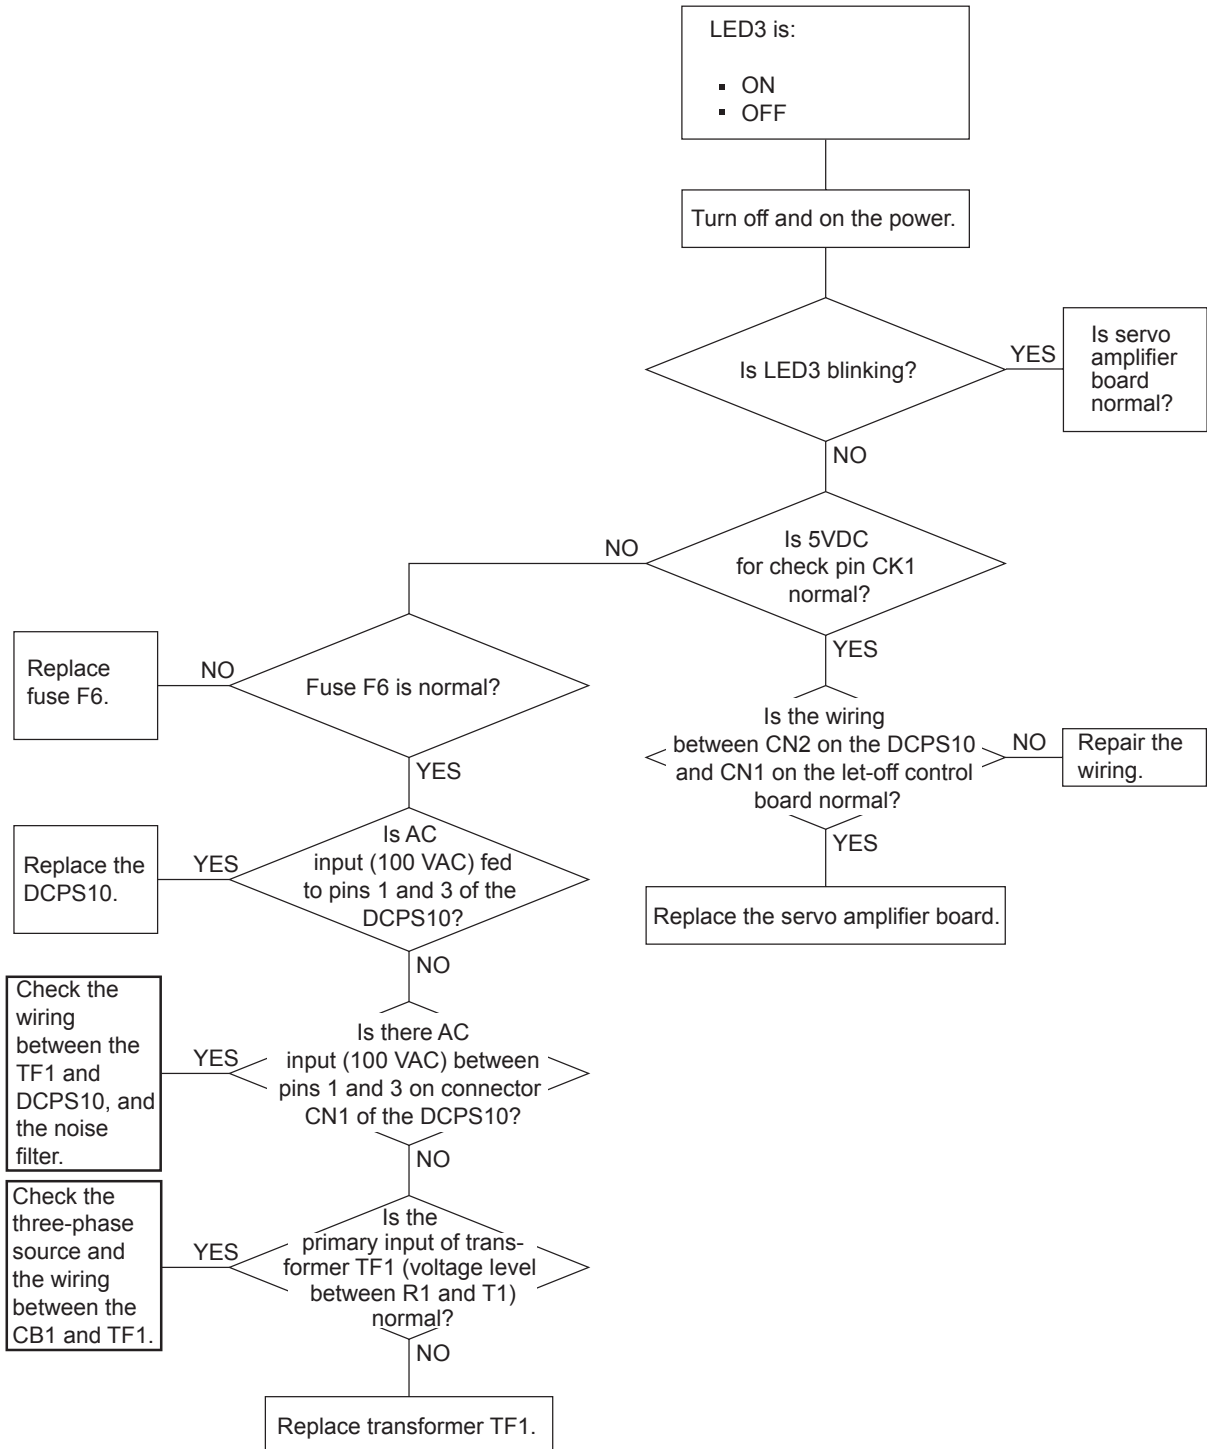 LED3 is:
▪ ON
▪ OFF
Turn off and on the power.
Is LED3 blinking?
YES
Is servo
amplifier
board
normal?
NO
Is 5VDC
for check pin CK1
normal?
NO
YES
Fuse F6 is normal?
NO
Replace
fuse F6.
YES
Is the wiring
between CN2 on the DCPS10
and CN1 on the let-off control
board normal?
NO
Repair the
wiring.
YES
Replace the servo amplifier board.
Is AC
input (100 VAC) fed
to pins 1 and 3 of the
DCPS10?
YES
Replace the
DCPS10.
NO
Is there AC
input (100 VAC) between
pins 1 and 3 on connector
CN1 of the DCPS10?
YES
Check the
wiring
between the
TF1 and
DCPS10, and
the noise
filter.
NO
Is the
primary input of trans-
former TF1 (voltage level
between R1 and T1)
normal?
YES
Check the
three-phase
source and
the wiring
between the
CB1 and TF1.
NO
Replace transformer TF1.